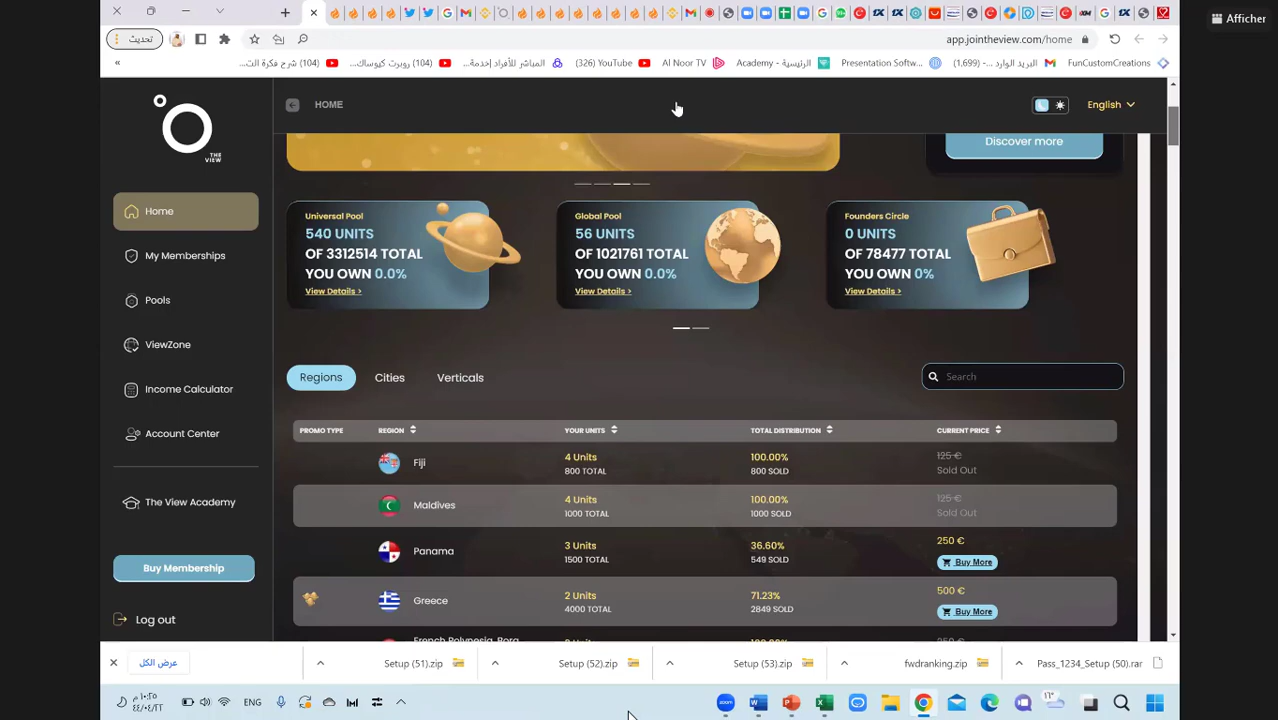 Afficher
تحديث
app.jointheview.com/home
«
(104) شرح فكرة الت...
(104) روبرت كيوساك...
المباشر للأفراد |خدمة...
(326) YouTube
Al Noor TV
الرئيسية - Academy
Presentation Softw...
البريد الوارد (1,699)...
FunCustomCreations
HOME
English
THE VIEW
Discover more
Home
My Memberships
Pools
ViewZone
Income Calculator
Account Center
The View Academy
Buy Membership
Log out
Universal Pool
540 UNITS
OF 3312514 TOTAL
YOU OWN 0.0%
View Details >
Global Pool
56 UNITS
OF 1021761 TOTAL
YOU OWN 0.0%
View Details >
Founders Circle
0 UNITS
OF 78477 TOTAL
YOU OWN 0%
View Details >
Regions Cities Verticals
Search
PROMO TYPE REGION YOUR UNITS TOTAL DISTRIBUTION CURRENT PRICE
Fiji 4 Units 100.00% 125 €
800 TOTAL 800 SOLD Sold Out
Maldives 4 Units 100.00% 125 €
1000 TOTAL 1000 SOLD Sold Out
Panama 3 Units 36.60% 250 €
1500 TOTAL 549 SOLD Buy More
Greece 2 Units 71.23% 500 €
4000 TOTAL 2849 SOLD Buy More
French Polynesia, Bora
عرض الكل
Setup (51).zip
Setup (52).zip
Setup (53).zip
fwdranking.zip
Pass_1234_Setup (50).rar
ENG